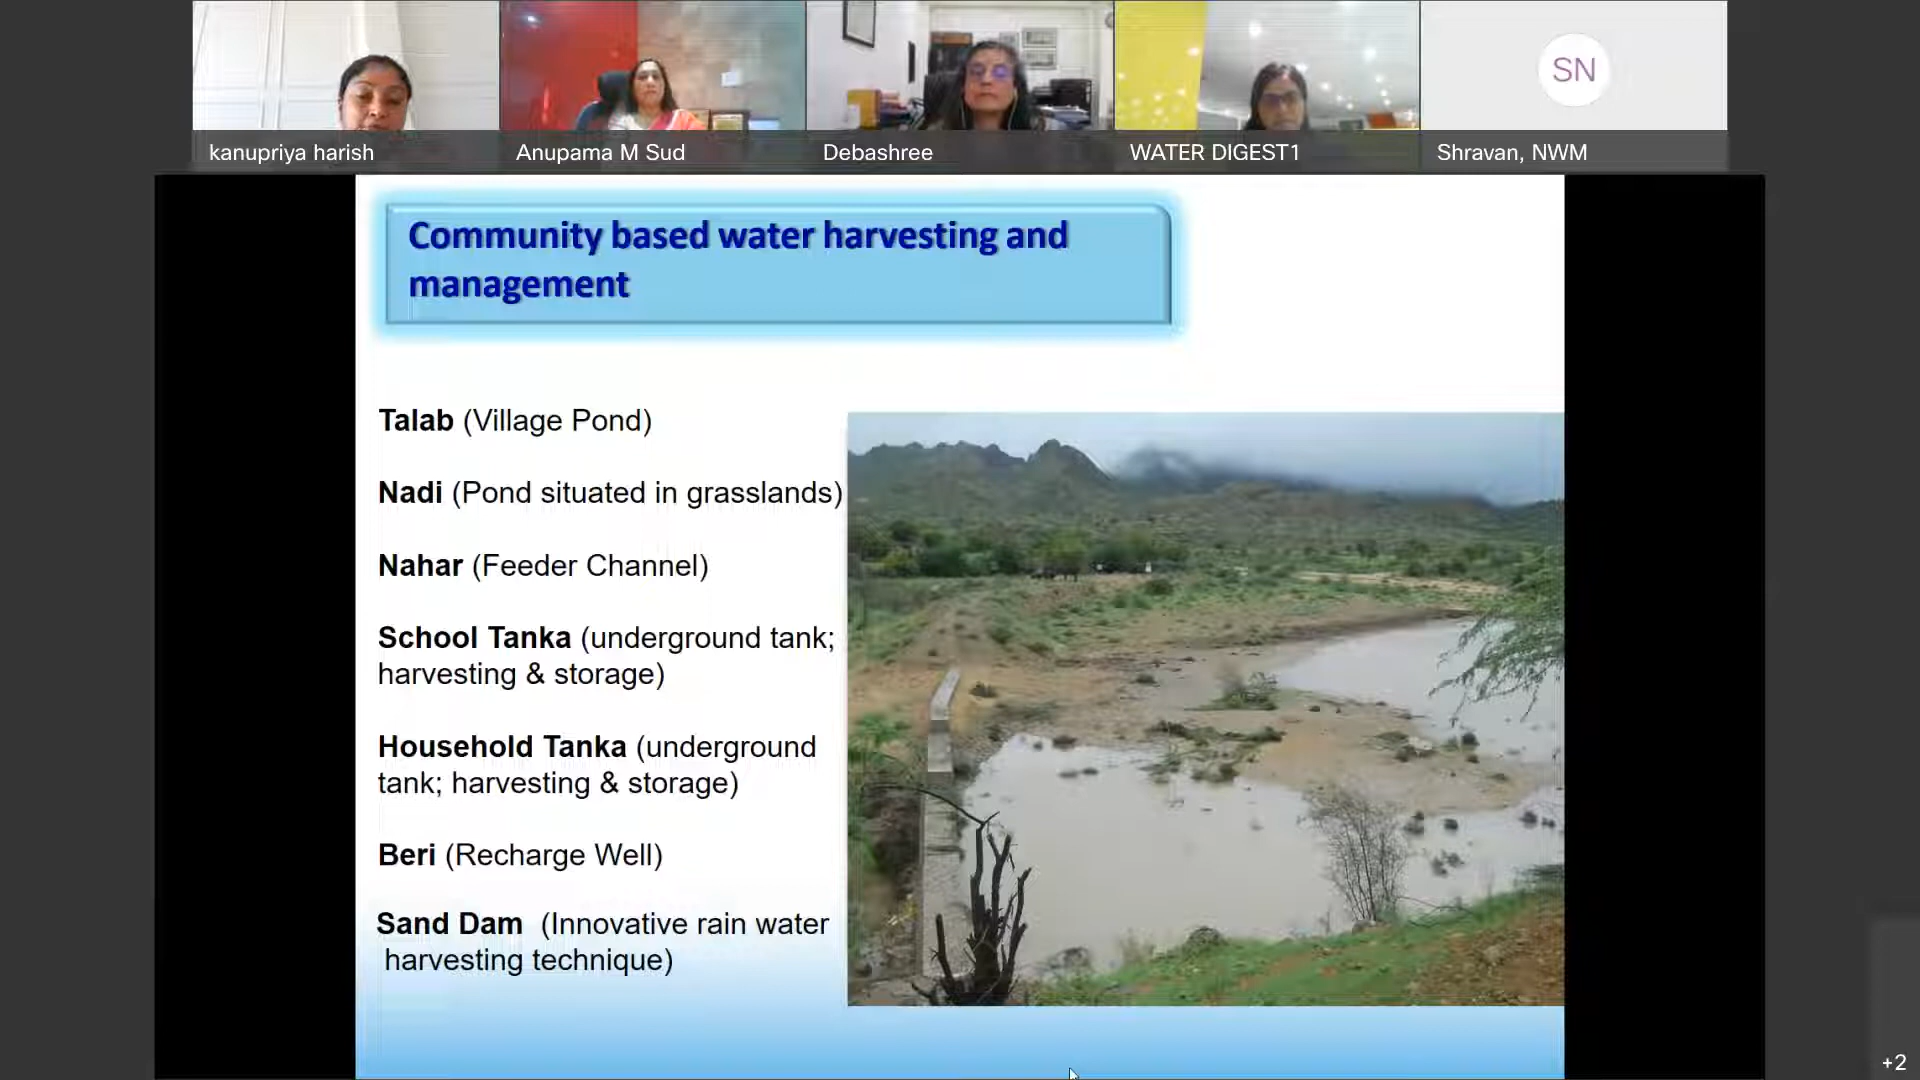 SN
kanupriya harish
Anupama M Sud
Debashree
WATER DIGEST1
Shravan, NWM
Community based water harvesting and
management
Talab (Village Pond)
Nadi (Pond situated in grasslands)
Nahar (Feeder Channel)
School Tanka (underground tank;
harvesting & storage)
Household Tanka (underground
tank; harvesting & storage)
Beri (Recharge Well)
Sand Dam (Innovative rain water
harvesting technique)
+2